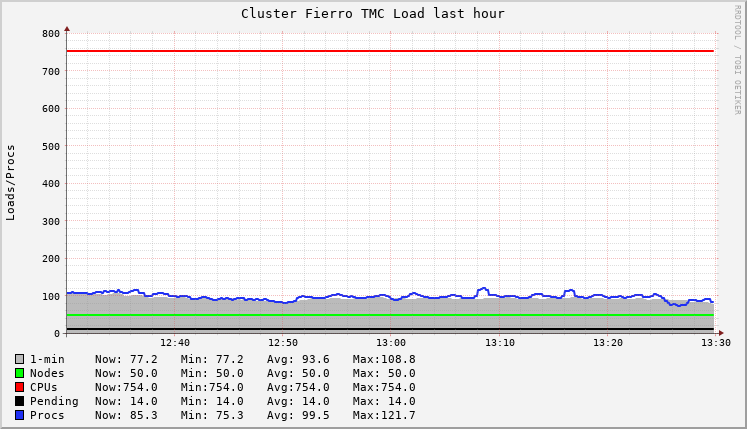 Cluster Fierro TMC Load last hour
RRDTOOL / TOBI OETIKER
Loads/Procs
800
700
600
500
400
300
200
100
0
12:40 12:50 13:00 13:10 13:20 13:30
1-min Now: 77.2 Min: 77.2 Avg: 93.6 Max:108.8
Nodes Now: 50.0 Min: 50.0 Avg: 50.0 Max: 50.0
CPUs Now:754.0 Min:754.0 Avg:754.0 Max:754.0
Pending Now: 14.0 Min: 14.0 Avg: 14.0 Max: 14.0
Procs Now: 85.3 Min: 75.3 Avg: 99.5 Max:121.7